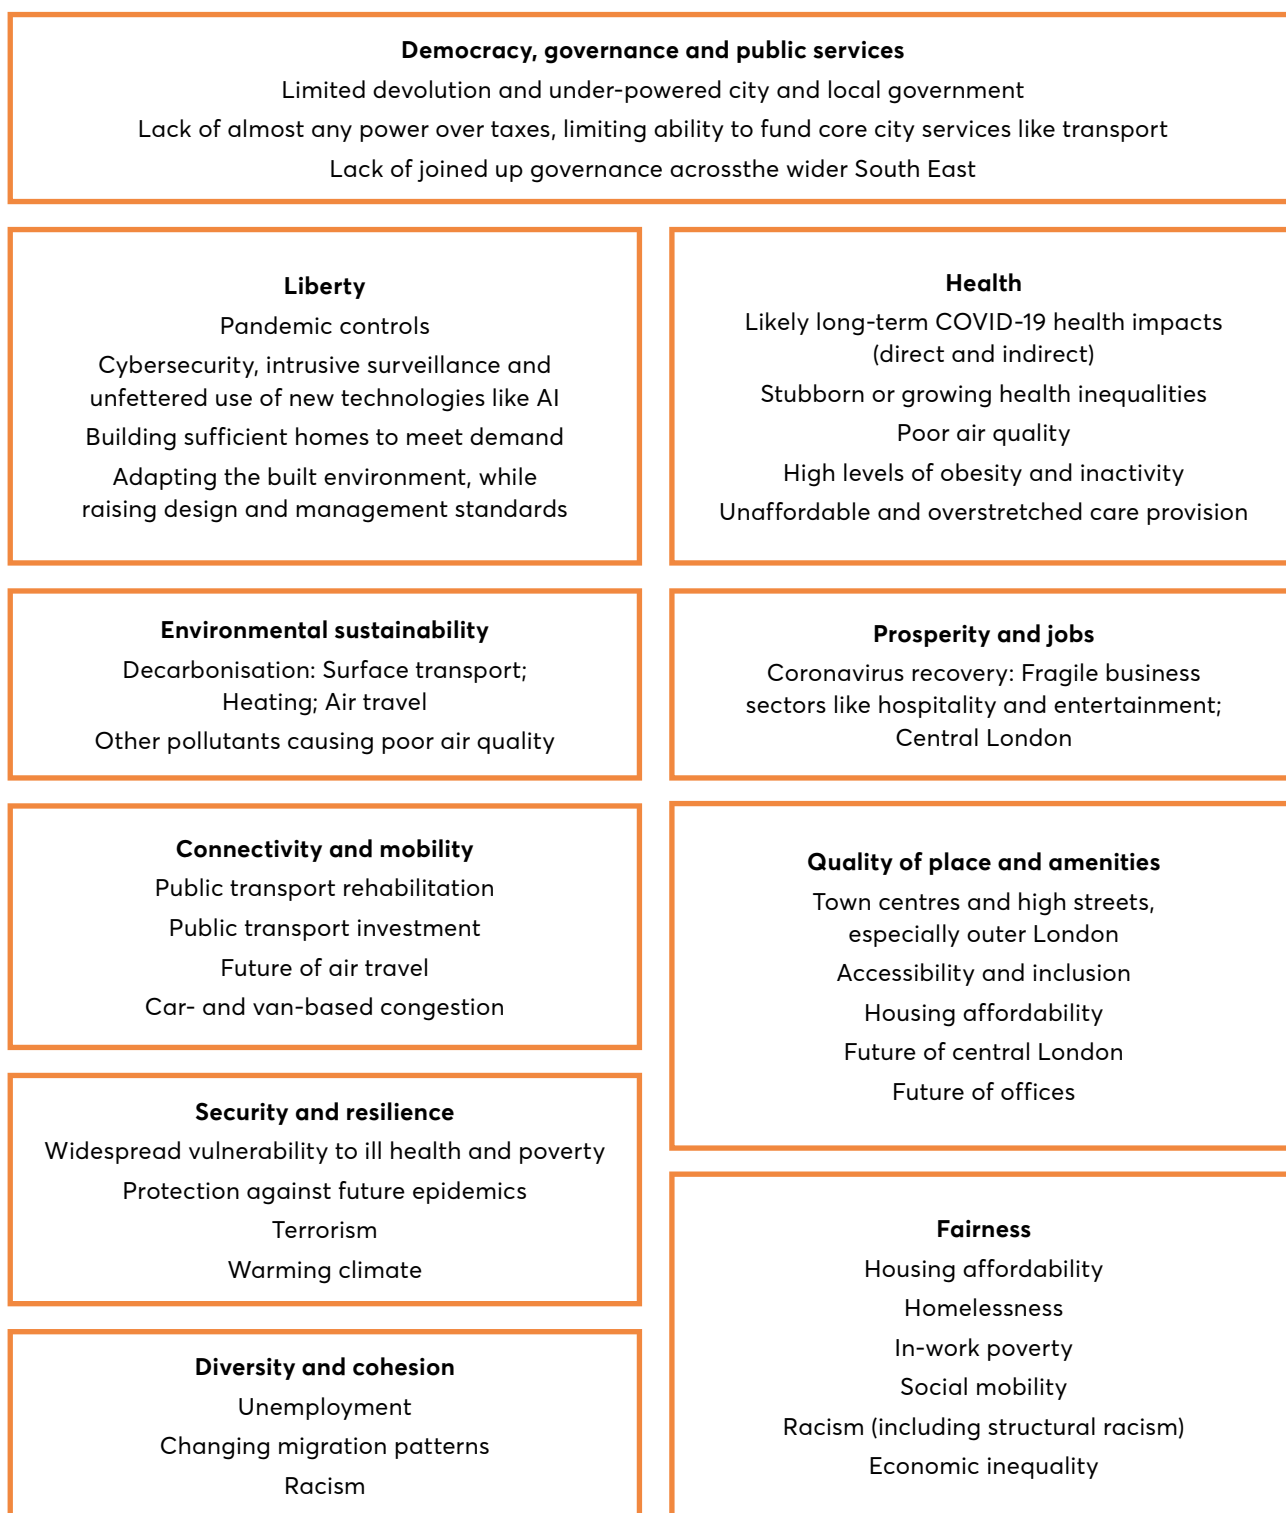 Democracy, governance and public services
Limited devolution and under-powered city and local government
Lack of almost any power over taxes, limiting ability to fund core city services like transport
Lack of joined up governance acrossthe wider South East
Liberty
Pandemic controls
Cybersecurity, intrusive surveillance and
unfettered use of new technologies like AI
Building sufficient homes to meet demand
Adapting the built environment, while
raising design and management standards
Health
Likely long-term COVID-19 health impacts
(direct and indirect)
Stubborn or growing health inequalities
Poor air quality
High levels of obesity and inactivity
Unaffordable and overstretched care provision
Environmental sustainability
Decarbonisation: Surface transport;
Heating; Air travel
Other pollutants causing poor air quality
Prosperity and jobs
Coronavirus recovery: Fragile business
sectors like hospitality and entertainment;
Central London
Connectivity and mobility
Public transport rehabilitation
Public transport investment
Future of air travel
Car- and van-based congestion
Quality of place and amenities
Town centres and high streets,
especially outer London
Accessibility and inclusion
Housing affordability
Future of central London
Future of offices
Security and resilience
Widespread vulnerability to ill health and poverty
Protection against future epidemics
Terrorism
Warming climate
Fairness
Housing affordability
Homelessness
In-work poverty
Social mobility
Racism (including structural racism)
Economic inequality
Diversity and cohesion
Unemployment
Changing migration patterns
Racism